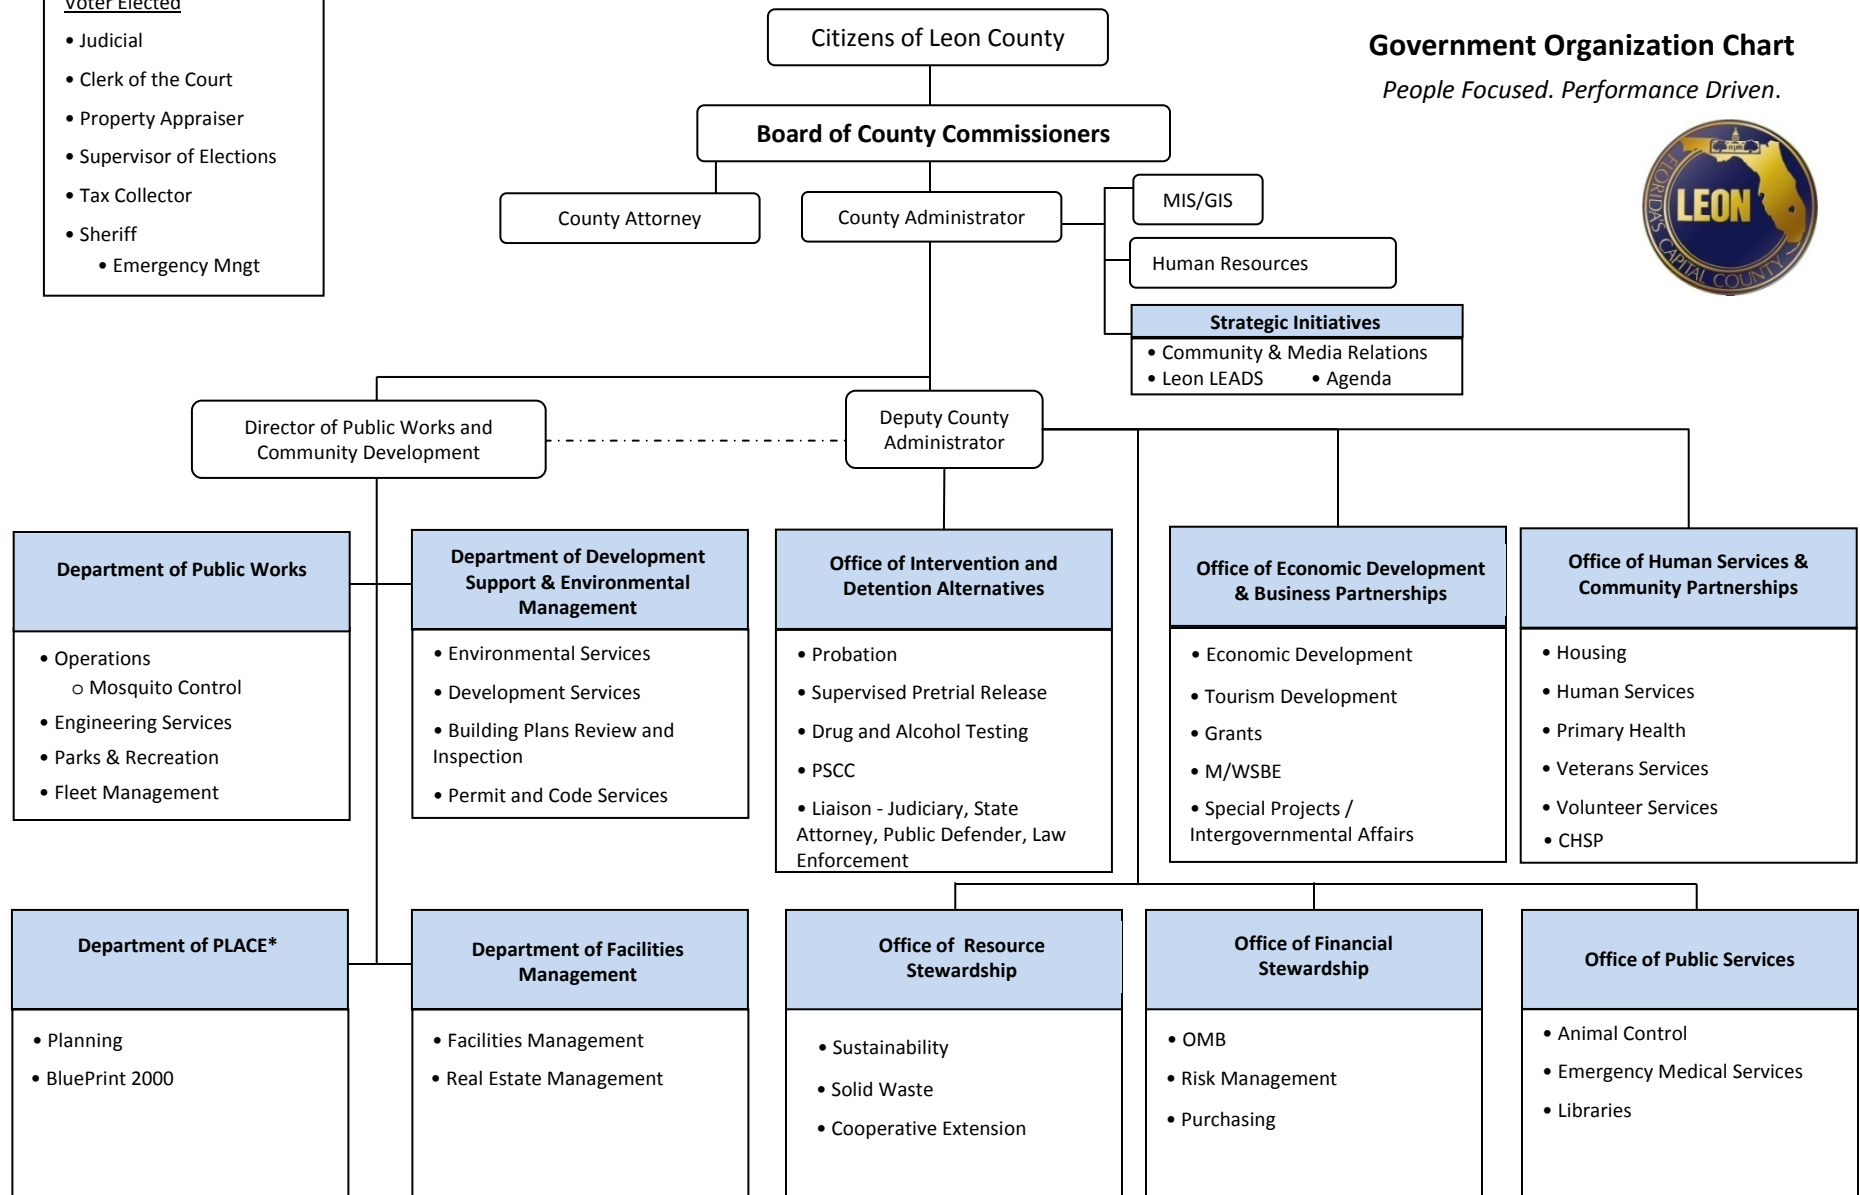 Voter Elected
• Judicial
• Clerk of the Court
• Property Appraiser
• Supervisor of Elections
• Tax Collector
• Sheriff
• Emergency Mngt
Citizens of Leon County
Government Organization Chart
People Focused. Performance Driven.
FLORIDA'S CAPITAL COUNTY
LEON
Board of County Commissioners
County Attorney
County Administrator
MIS/GIS
Human Resources
Strategic Initiatives
• Community & Media Relations
• Leon LEADS • Agenda
Director of Public Works and
Community Development
Deputy County
Administrator
Department of Public Works
• Operations
o Mosquito Control
• Engineering Services
• Parks & Recreation
• Fleet Management
Department of Development
Support & Environmental
Management
• Environmental Services
• Development Services
• Building Plans Review and
Inspection
• Permit and Code Services
Office of Intervention and
Detention Alternatives
• Probation
• Supervised Pretrial Release
• Drug and Alcohol Testing
• PSCC
• Liaison - Judiciary, State
Attorney, Public Defender, Law
Enforcement
Office of Economic Development
& Business Partnerships
• Economic Development
• Tourism Development
• Grants
• M/WSBE
• Special Projects /
Intergovernmental Affairs
Office of Human Services &
Community Partnerships
• Housing
• Human Services
• Primary Health
• Veterans Services
• Volunteer Services
• CHSP
Department of PLACE*
• Planning
• BluePrint 2000
Department of Facilities
Management
• Facilities Management
• Real Estate Management
Office of Resource
Stewardship
• Sustainability
• Solid Waste
• Cooperative Extension
Office of Financial
Stewardship
• OMB
• Risk Management
• Purchasing
Office of Public Services
• Animal Control
• Emergency Medical Services
• Libraries